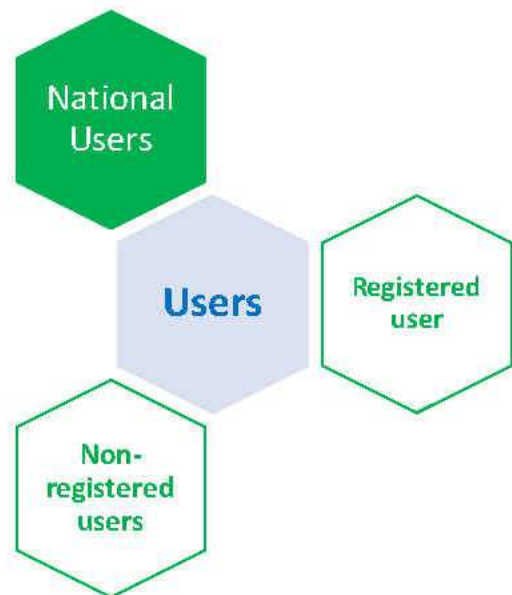 National
Users
Users
Registered
user
Non-
registered
users